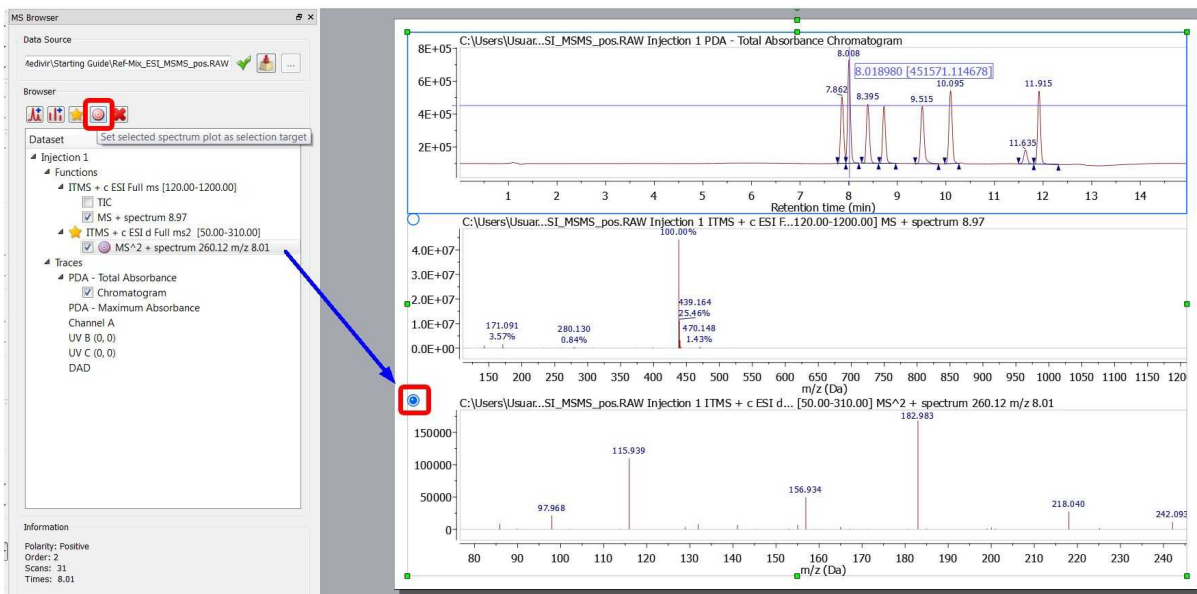 MS Browser
Data Source
/ledivir\Starting Guide\Ref-Mix_ESI_MSMS_pos.RAW
...
Browser
Dataset
Set selected spectrum plot as selection target
Injection 1
Functions
ITMS + c ESI Full ms [120.00-1200.00]
TIC
MS + spectrum 8.97
ITMS + c ESI d Full ms2 [50.00-310.00]
MS^2 + spectrum 260.12 m/z 8.01
Traces
PDA - Total Absorbance
Chromatogram
PDA - Maximum Absorbance
Channel A
UV B (0, 0)
UV C (0, 0)
DAD
Information
Polarity: Positive
Order: 2
Scans: 31
Times: 8.01
C:\Users\Usuar...SI_MSMS_pos.RAW Injection 1 PDA - Total Absorbance Chromatogram
8E+05
6E+05
4E+05
2E+05
8.008
8.018980 [451571.114678]
7.862
8.395
9.515
10.095
11.635
11.915
1 2 3 4 5 6 7 8 9 10 11 12 13 14
Retention time (min)
C:\Users\Usuar...SI_MSMS_pos.RAW Injection 1 ITMS + c ESI F...120.00-1200.00] MS + spectrum 8.97
100.00%
4.0E+07
3.0E+07
2.0E+07
1.0E+07
0.0E+00
439.164
25.46%
171.091
3.57%
280.130
0.84%
470.148
1.43%
150 200 250 300 350 400 450 500 550 600 650 700 750 800 850 900 950 1000 1050 1100 1150 120
m/z (Da)
C:\Users\Usuar...SI_MSMS_pos.RAW Injection 1 ITMS + c ESI d... [50.00-310.00] MS^2 + spectrum 260.12 m/z 8.01
150000
100000
50000
0
182.983
115.939
156.934
97.968
218.040
242.093
80 90 100 110 120 130 140 150 160 170 180 190 200 210 220 230 240
m/z (Da)